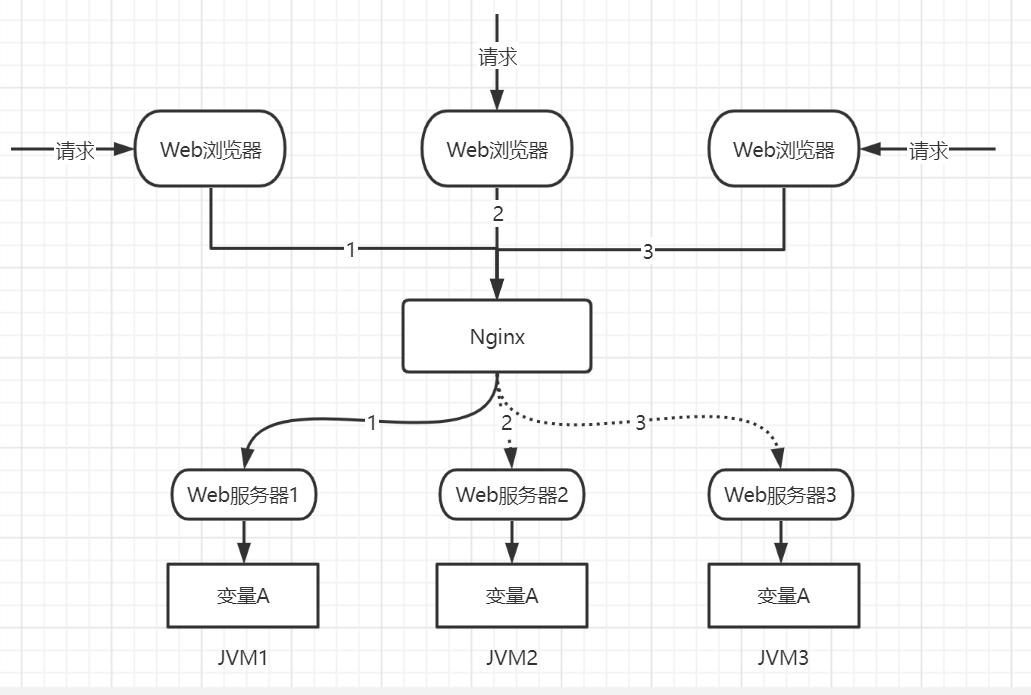 请求
请求
Web浏览器
Web浏览器
Web浏览器
请求
2
1
3
Nginx
1
2
3
Web服务器1
Web服务器2
Web服务器3
变量A
变量A
变量A
JVM1
JVM2
JVM3